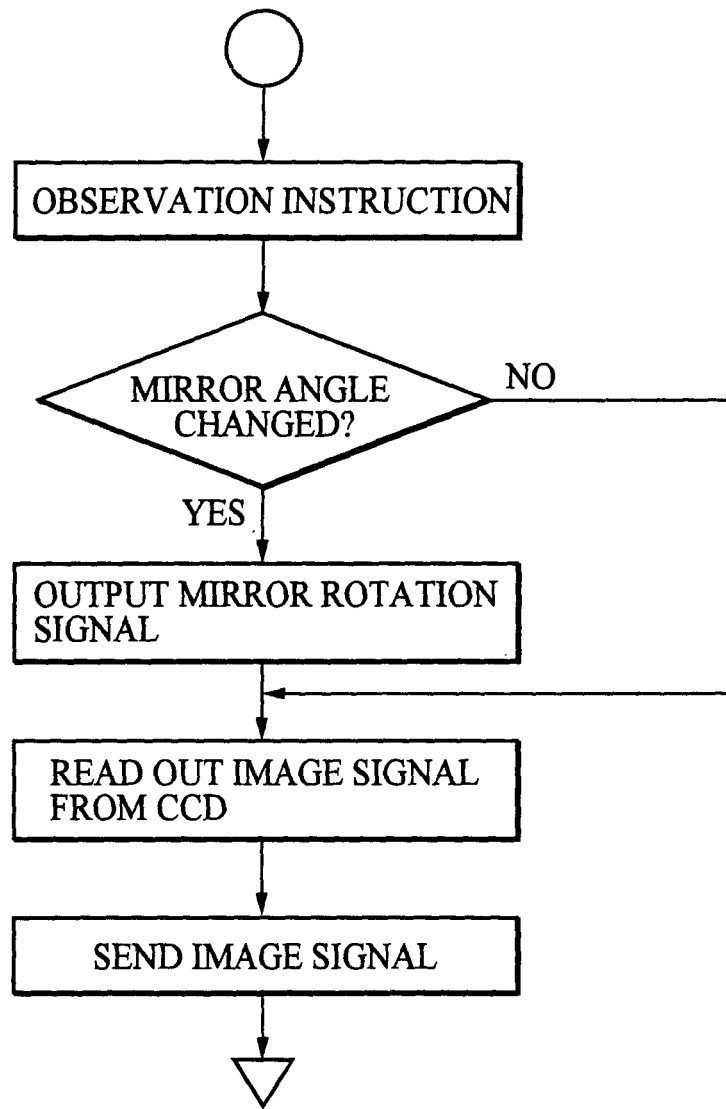 OBSERVATION INSTRUCTION
MIRROR ANGLE
CHANGED?
NO
YES
OUTPUT MIRROR ROTATION
SIGNAL
READ OUT IMAGE SIGNAL
FROM CCD
SEND IMAGE SIGNAL